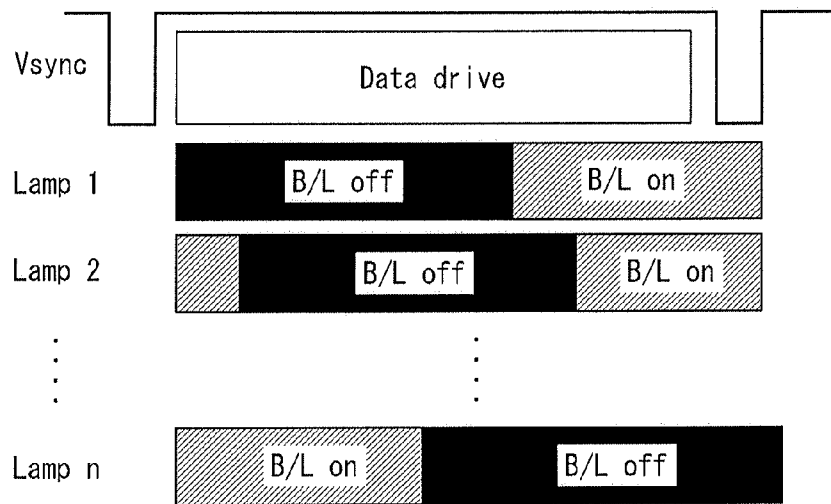 Vsync
Data drive
Lamp 1
B/L off
B/L on
Lamp 2
B/L off
B/L on
Lamp n
B/L on
B/L off